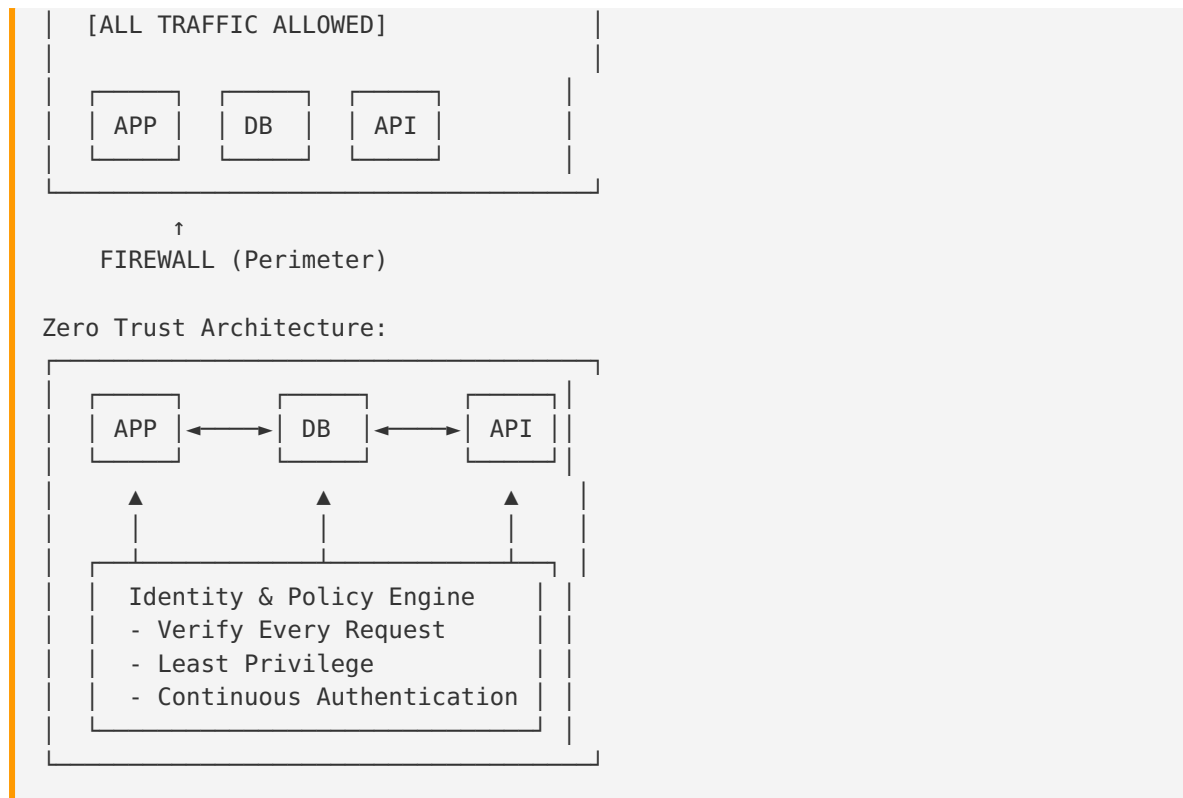 [ALL TRAFFIC ALLOWED]
APP DB API
↑
FIREWALL (Perimeter)
Zero Trust Architecture:
APP ◄───► DB ◄───► API
▲ ▲ ▲
Identity & Policy Engine
- Verify Every Request
- Least Privilege
- Continuous Authentication